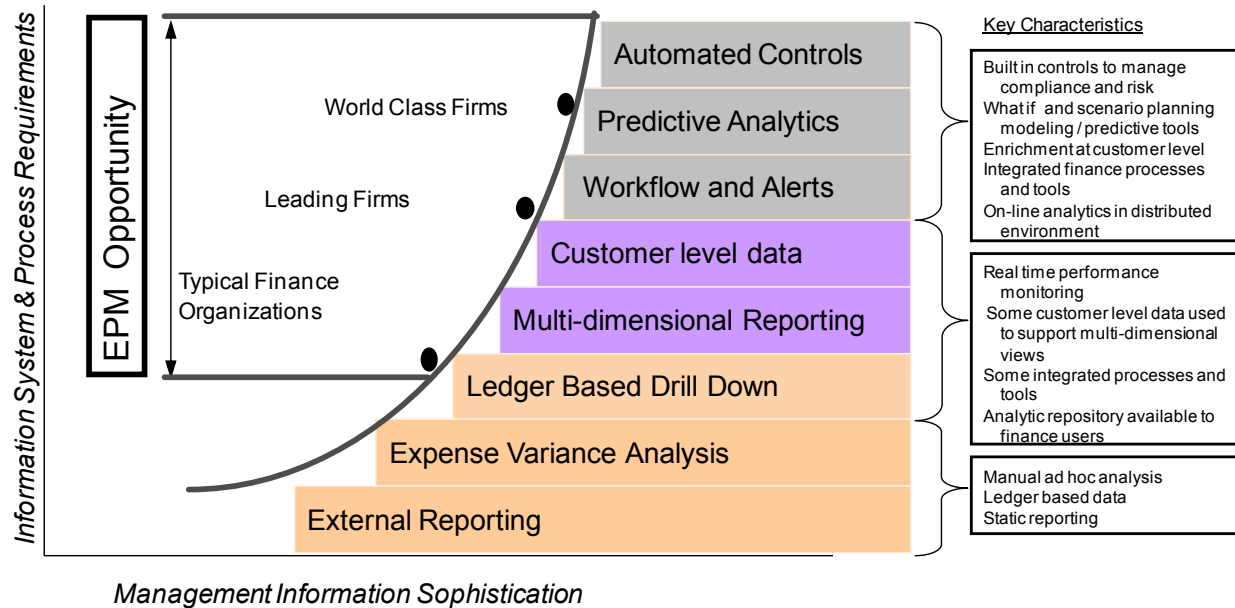 Information System & Process Requirements
EPM Opportunity
World Class Firms
Leading Firms
Typical Finance
Organizations
Automated Controls
Predictive Analytics
Workflow and Alerts
Customer level data
Multi-dimensional Reporting
Ledger Based Drill Down
Expense Variance Analysis
External Reporting
Key Characteristics
Built in controls to manage
compliance and risk
What if and scenario planning
modeling / predictive tools
Enrichment at customer level
Integrated finance processes
and tools
On-line analytics in distributed
environment
Real time performance
monitoring
Some customer level data used
to support multi-dimensional
views
Some integrated processes and
tools
Analytic repository available to
finance users
Manual ad hoc analysis
Ledger based data
Static reporting
Management Information Sophistication